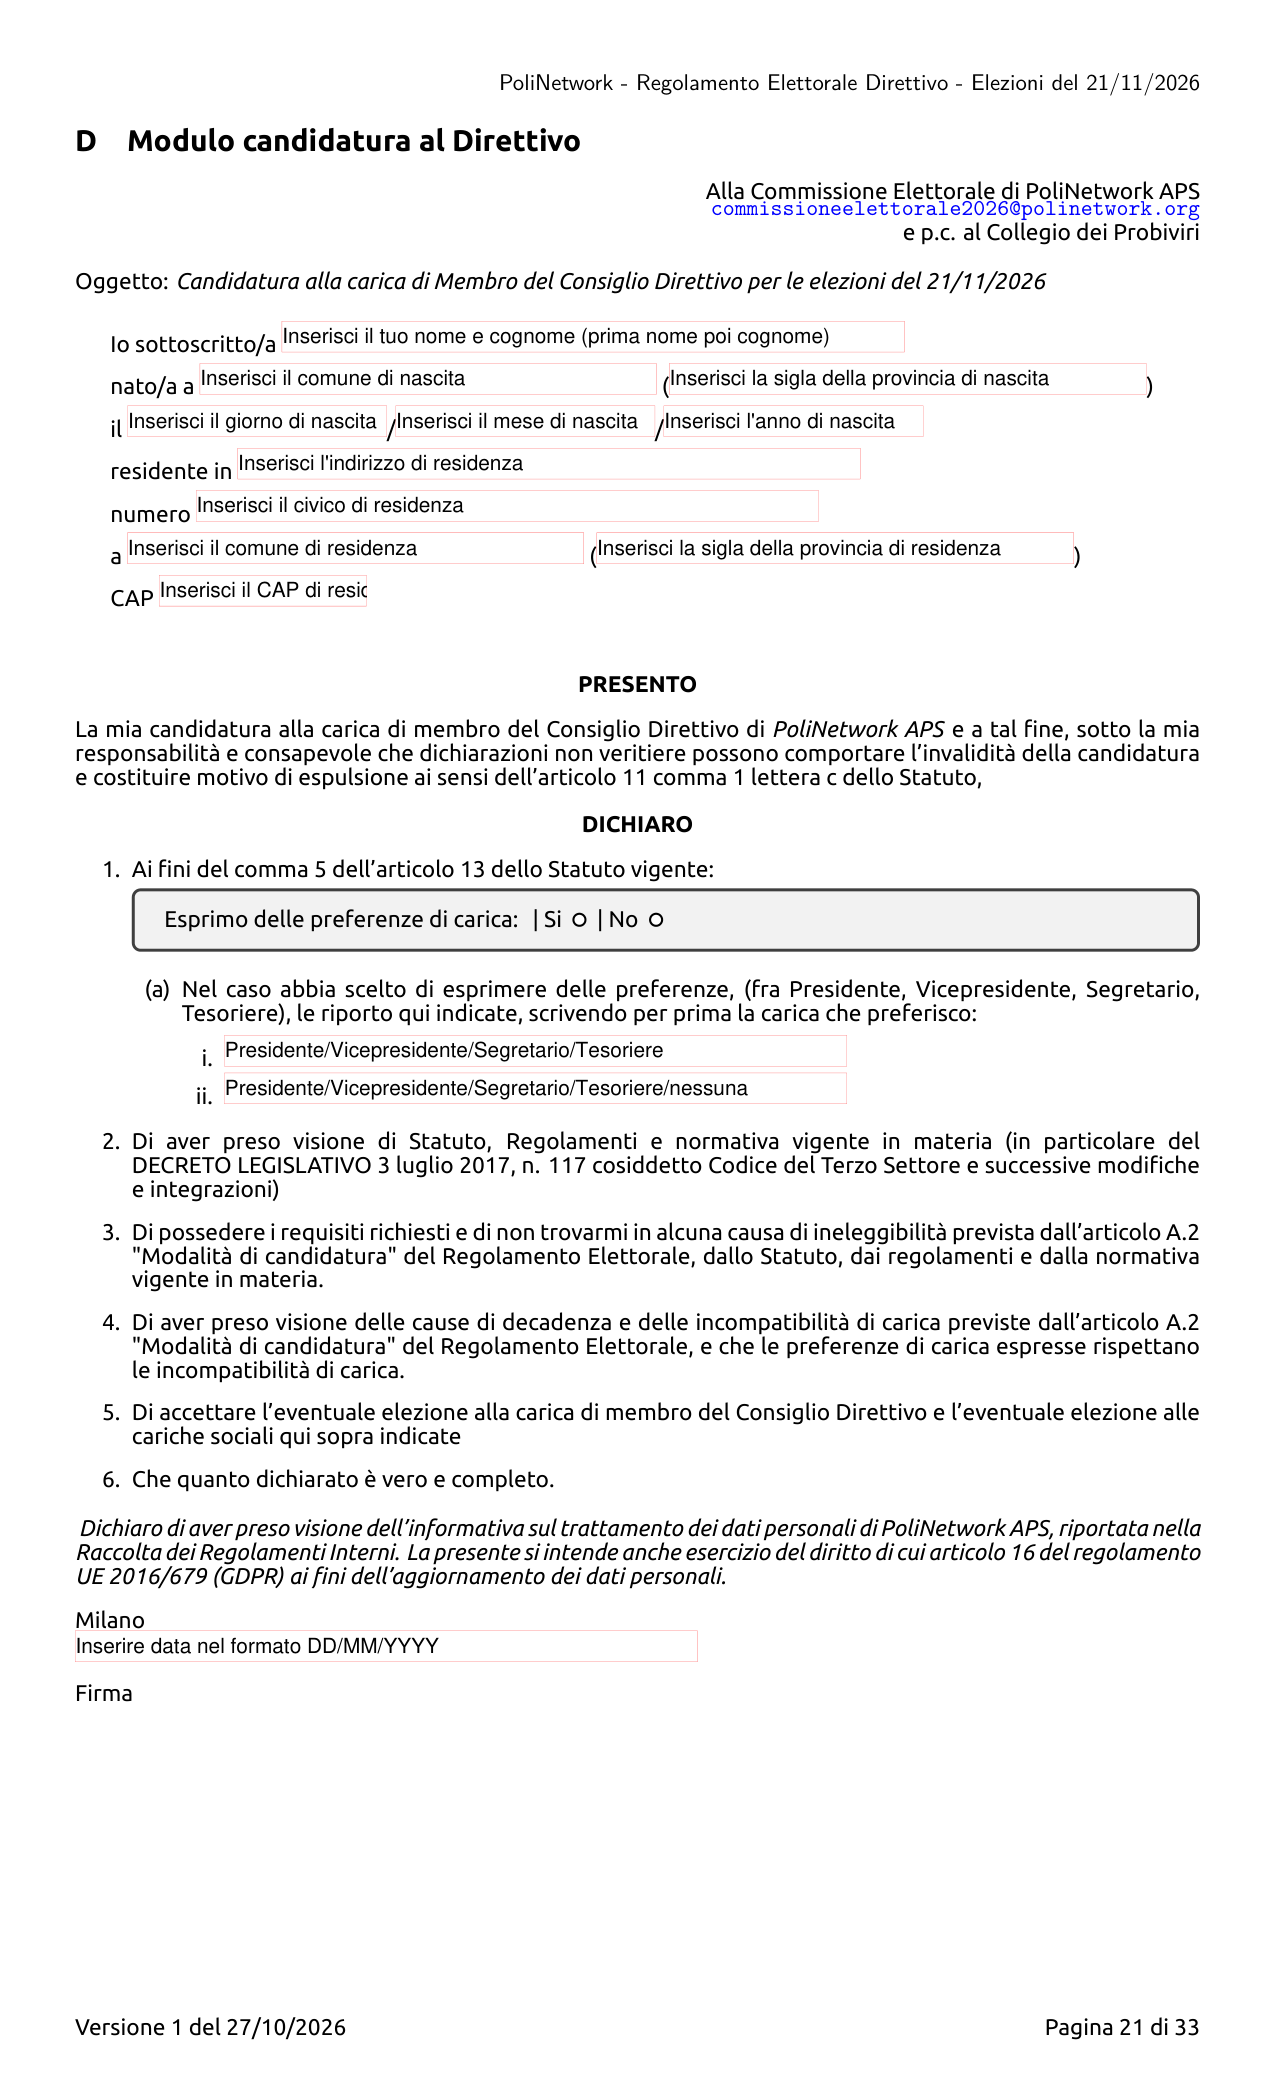 PoliNetwork - Regolamento Elettorale Direttivo - Elezioni del 21/11/2026
D Modulo candidatura al Direttivo
Alla Commissione Elettorale di PoliNetwork APS
commissioneelettorale2026@polinetwork.org
e p.c. al Collegio dei Probiviri
Oggetto: Candidatura alla carica di Membro del Consiglio Direttivo per le elezioni del 21/11/2026
Io sottoscritto/a Inserisci il tuo nome e cognome (prima nome poi cognome)
nato/a a Inserisci il comune di nascita (Inserisci la sigla della provincia di nascita)
il Inserisci il giorno di nascita /Inserisci il mese di nascita /Inserisci l'anno di nascita
residente in Inserisci l'indirizzo di residenza
numero Inserisci il civico di residenza
a Inserisci il comune di residenza (Inserisci la sigla della provincia di residenza)
CAP Inserisci il CAP di resid
PRESENTO
La mia candidatura alla carica di membro del Consiglio Direttivo di PoliNetwork APS e a tal fine, sotto la mia
responsabilità e consapevole che dichiarazioni non veritiere possono comportare l'invalidità della candidatura
e costituire motivo di espulsione ai sensi dell'articolo 11 comma 1 lettera c dello Statuto,
DICHIARO
1. Ai fini del comma 5 dell'articolo 13 dello Statuto vigente:
Esprimo delle preferenze di carica: | Si | No
(a) Nel caso abbia scelto di esprimere delle preferenze, (fra Presidente, Vicepresidente, Segretario,
Tesoriere), le riporto qui indicate, scrivendo per prima la carica che preferisco:
i. Presidente/Vicepresidente/Segretario/Tesoriere
ii. Presidente/Vicepresidente/Segretario/Tesoriere/nessuna
2. Di aver preso visione di Statuto, Regolamenti e normativa vigente in materia (in particolare del
DECRETO LEGISLATIVO 3 luglio 2017, n. 117 cosiddetto Codice del Terzo Settore e successive modifiche
e integrazioni)
3. Di possedere i requisiti richiesti e di non trovarmi in alcuna causa di ineleggibilità prevista dall'articolo A.2
"Modalità di candidatura" del Regolamento Elettorale, dallo Statuto, dai regolamenti e dalla normativa
vigente in materia.
4. Di aver preso visione delle cause di decadenza e delle incompatibilità di carica previste dall'articolo A.2
"Modalità di candidatura" del Regolamento Elettorale, e che le preferenze di carica espresse rispettano
le incompatibilità di carica.
5. Di accettare l'eventuale elezione alla carica di membro del Consiglio Direttivo e l'eventuale elezione alle
cariche sociali qui sopra indicate
6. Che quanto dichiarato è vero e completo.
Dichiaro di aver preso visione dell'informativa sul trattamento dei dati personali di PoliNetwork APS, riportata nella
Raccolta dei Regolamenti Interni. La presente si intende anche esercizio del diritto di cui articolo 16 del regolamento
UE 2016/679 (GDPR) ai fini dell'aggiornamento dei dati personali.
Milano
Inserire data nel formato DD/MM/YYYY
Firma
Versione 1 del 27/10/2026
Pagina 21 di 33